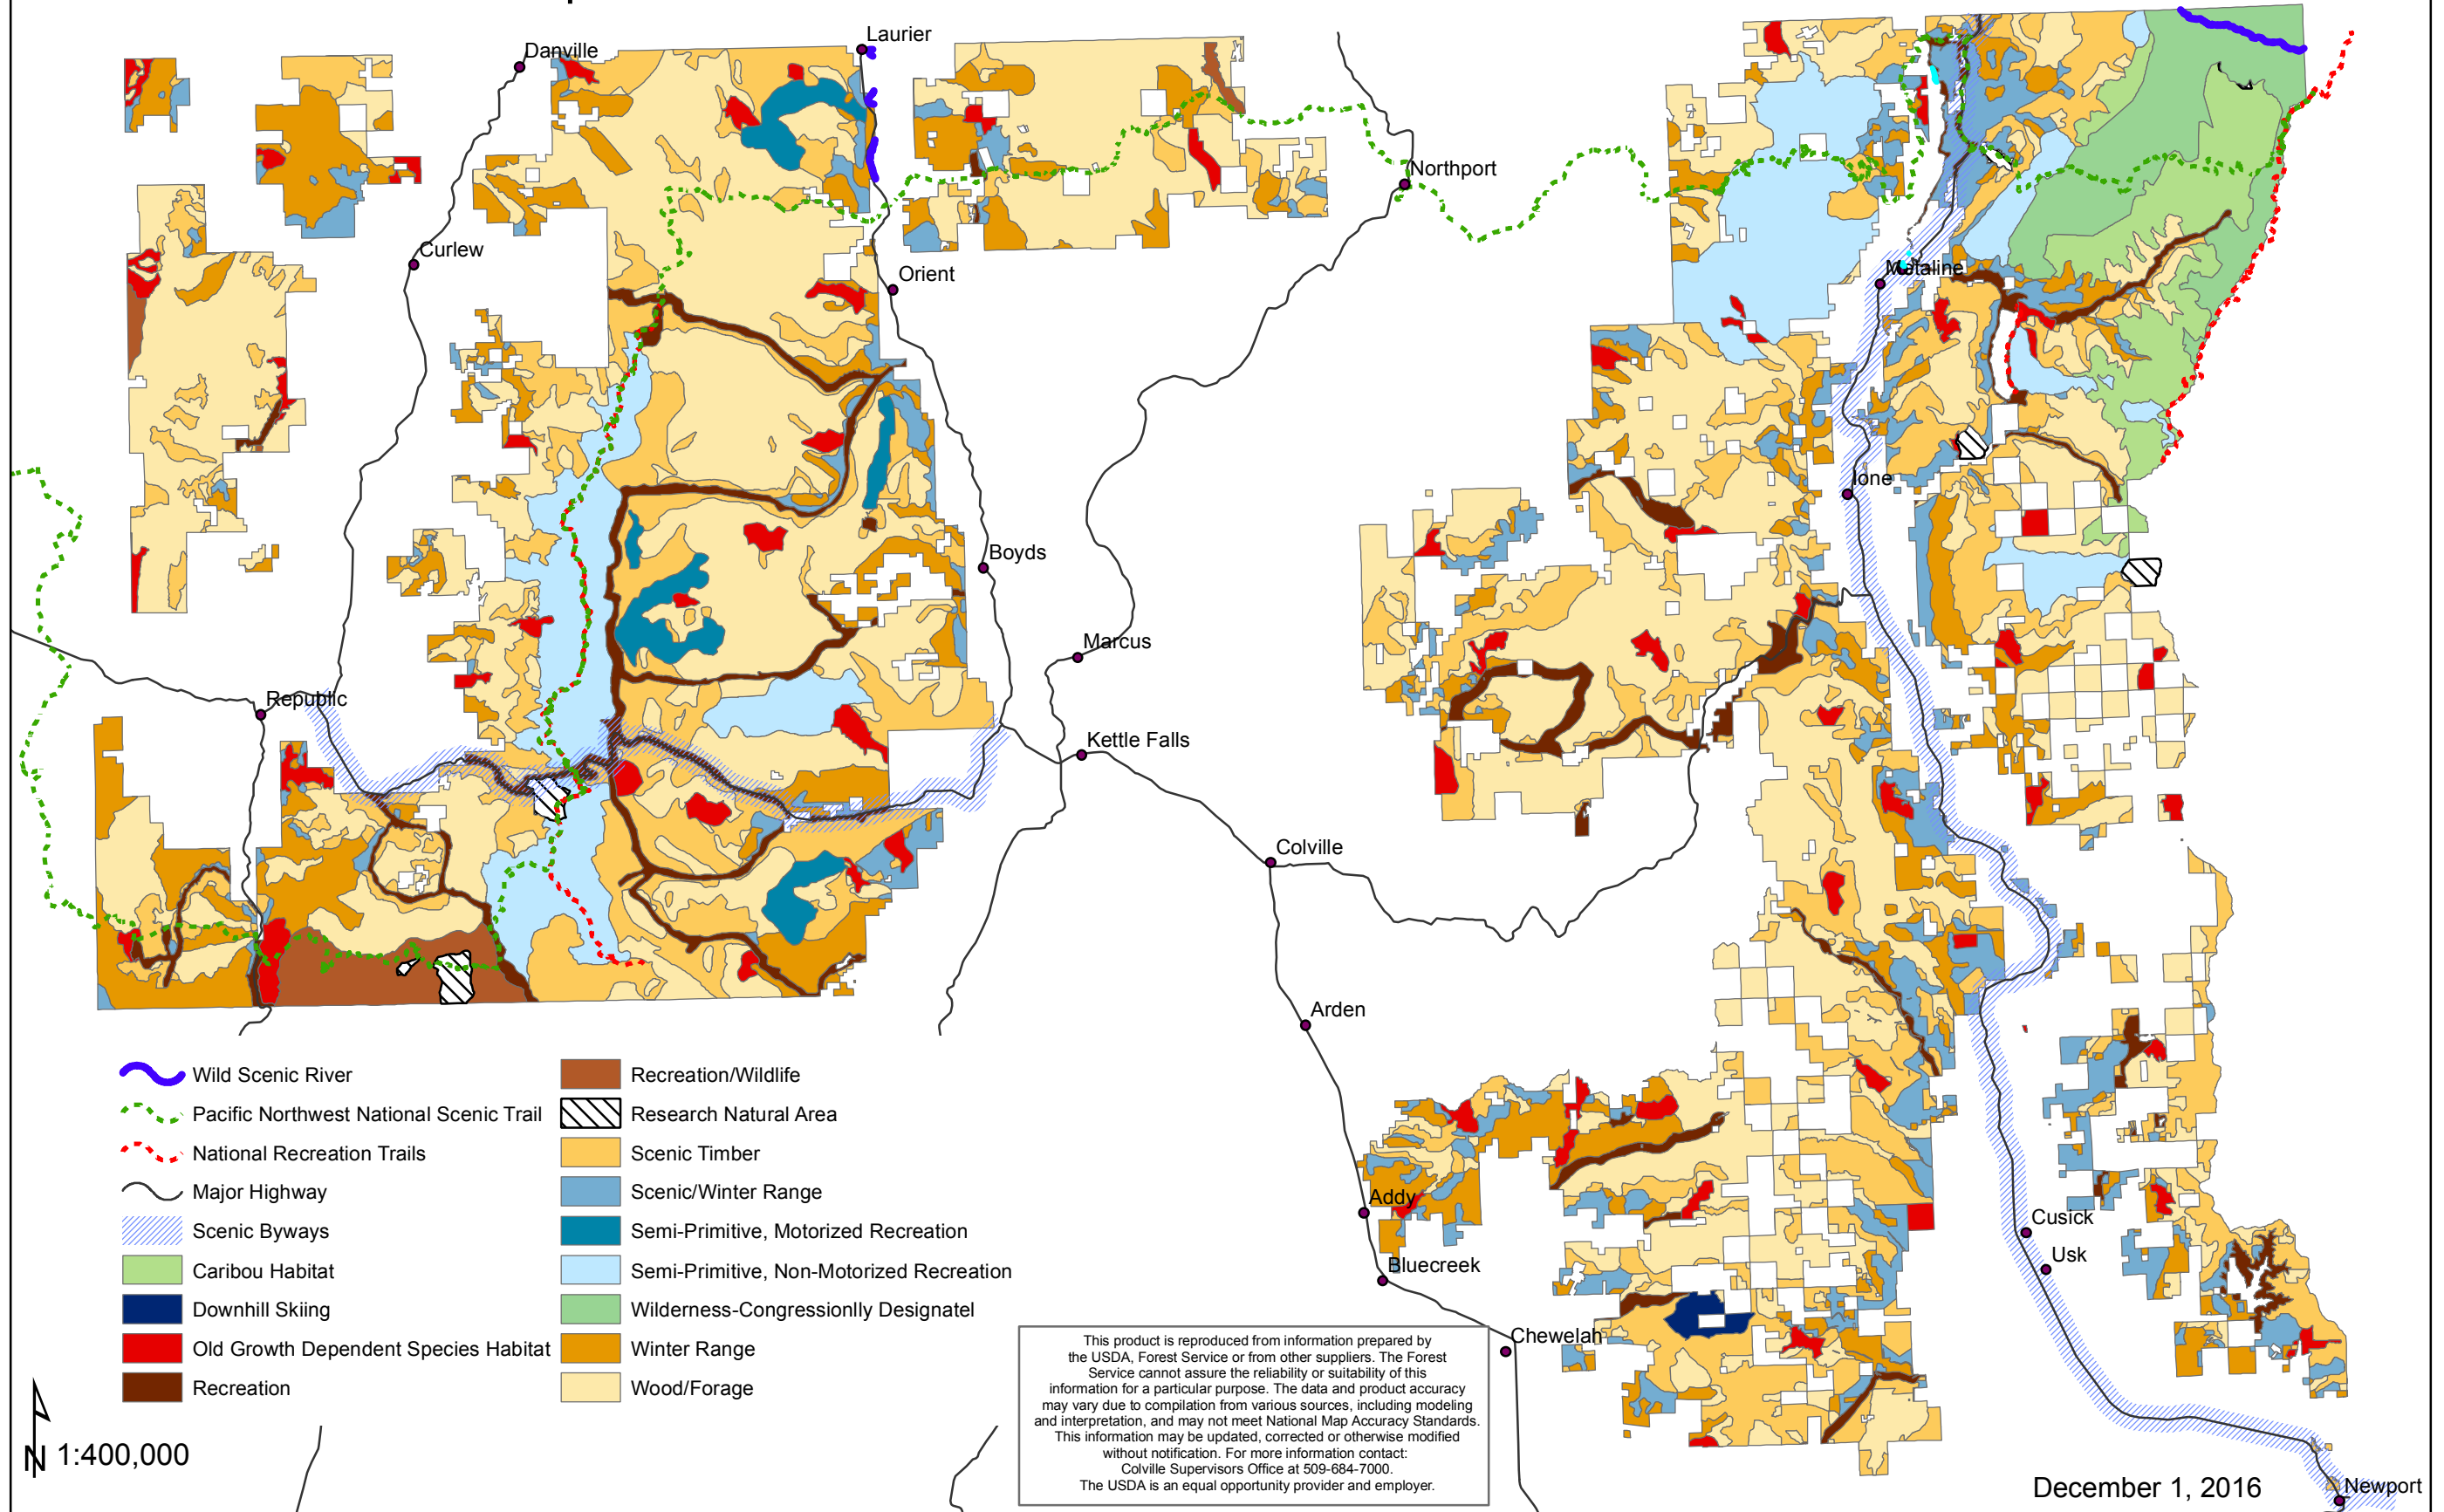 Laurier
Danville
Northport
Curlew
Orient
Metaline
Ione
Boyds
Marcus
Republic
Kettle Falls
Colville
Arden
Addy
Bluecreek
Chewelah
Cusick
Usk
Newport
Wild Scenic River
Pacific Northwest National Scenic Trail
National Recreation Trails
Major Highway
Scenic Byways
Caribou Habitat
Downhill Skiing
Old Growth Dependent Species Habitat
Recreation
Recreation/Wildlife
Research Natural Area
Scenic Timber
Scenic/Winter Range
Semi-Primitive, Motorized Recreation
Semi-Primitive, Non-Motorized Recreation
Wilderness-Congressionlly Designatel
Winter Range
Wood/Forage
This product is reproduced from information prepared by
the USDA, Forest Service or from other suppliers. The Forest
Service cannot assure the reliability or suitability of this
information for a particular purpose. The data and product accuracy
may vary due to compilation from various sources, including modeling
and interpretation, and may not meet National Map Accuracy Standards.
This information may be updated, corrected or otherwise modified
without notification. For more information contact:
Colville Supervisors Office at 509-684-7000.
The USDA is an equal opportunity provider and employer.
N 1:400,000
December 1, 2016